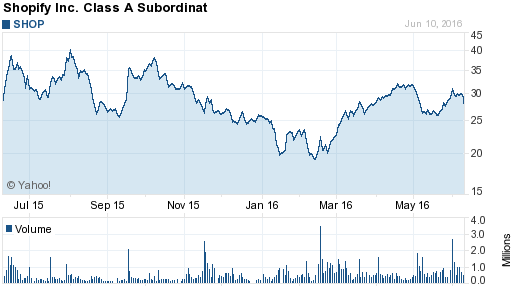 Shopify Inc. Class A Subordinat
SHOP
Jun 10, 2016
45
40
35
30
25
20
15
© Yahoo!
Jul 15 Sep 15 Nov 15 Jan 16 Mar 16 May 16
Volume
4.0
3.0
2.0
1.0
0.0
Millions